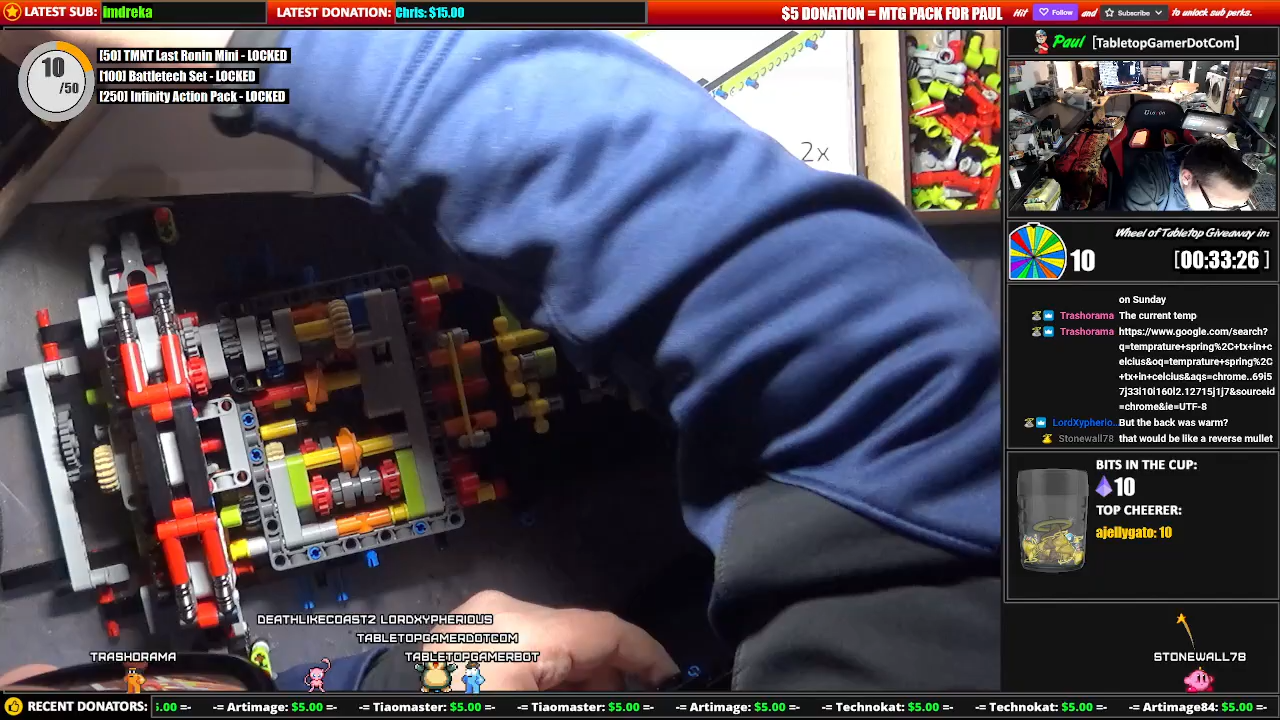 LATEST SUB: imdreka
LATEST DONATION: Chris: $15.00
$5 DONATION = MTG PACK FOR PAUL
Hit Follow and Subscribe to unlock sub perks.
10
/50
[50] TMNT Last Ronin Mini - LOCKED
[100] Battletech Set - LOCKED
[250] Infinity Action Pack - LOCKED
2x
Paul [TabletopGamerDotCom]
Wheel of Tabletop Giveaway in:
10 [00:33:26 ]
on Sunday
Trashorama The current temp
Trashorama https://www.google.com/search?
q=temprature+spring%2C+tx+in+c
elcius&oq=temprature+spring%2C
+tx+in+celcius&aqs=chrome..69i5
7j33i10i160l2.12715j1j7&sourceid
=chrome&ie=UTF-8
LordXypherio... But the back was warm?
Stonewall78 that would be like a reverse mullet
BITS IN THE CUP:
10
TOP CHEERER:
ajellygato: 10
DEATHLIKECOAST2 LORDXYPHERIOUS
TABLETOPGAMERDOTCOM
TRASHORAMA
TABLETOPGAMERBOT
STONEWALL78
RECENT DONATORS: 5.00 =- -= Artimage: $5.00 =- -= Tiaomaster: $5.00 =- -= Tiaomaster: $5.00 =- -= Artimage: $5.00 =- -= Technokat: $5.00 =- -= Technokat: $5.00 =- -= Artimage84: $5.00 =-